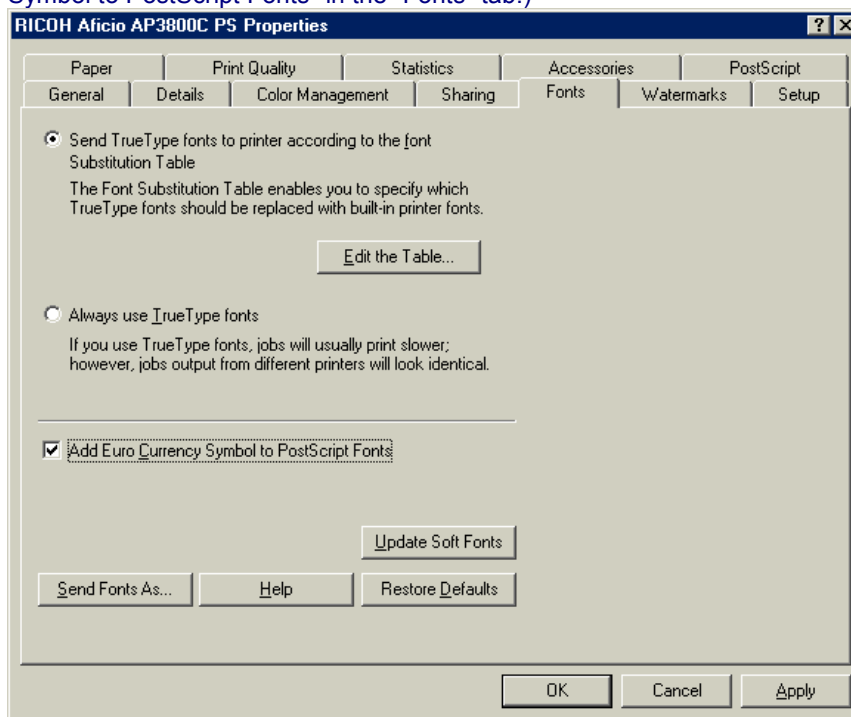 Symbol to PostScript Fonts" in the "Fonts" tab.)
RICOH Aficio AP3800C PS Properties
Paper Print Quality Statistics Accessories PostScript
General Details Color Management Sharing Fonts Watermarks Setup
Send TrueType fonts to printer according to the font
Substitution Table
The Font Substitution Table enables you to specify which
TrueType fonts should be replaced with built-in printer fonts.
Edit the Table...
Always use TrueType fonts
If you use TrueType fonts, jobs will usually print slower;
however, jobs output from different printers will look identical.
Add Euro Currency Symbol to PostScript Fonts
Update Soft Fonts
Send Fonts As... Help Restore Defaults
OK Cancel Apply